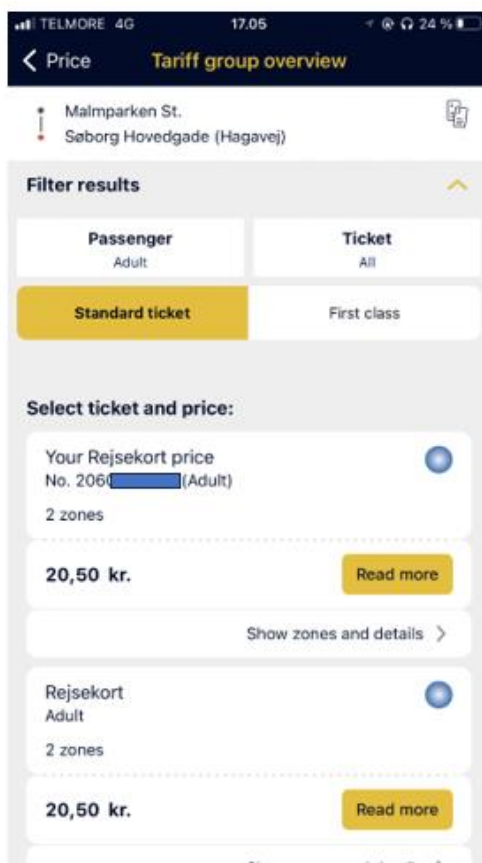 TELMORE 4G 17.05 24 %
Price Tariff group overview
Malmparken St.
Søborg Hovedgade (Hagavej)
Filter results
Passenger Ticket
Adult All
Standard ticket First class
Select ticket and price:
Your Rejsekort price
No. 206 (Adult)
2 zones
20,50 kr. Read more
Show zones and details
Rejsekort
Adult
2 zones
20,50 kr. Read more